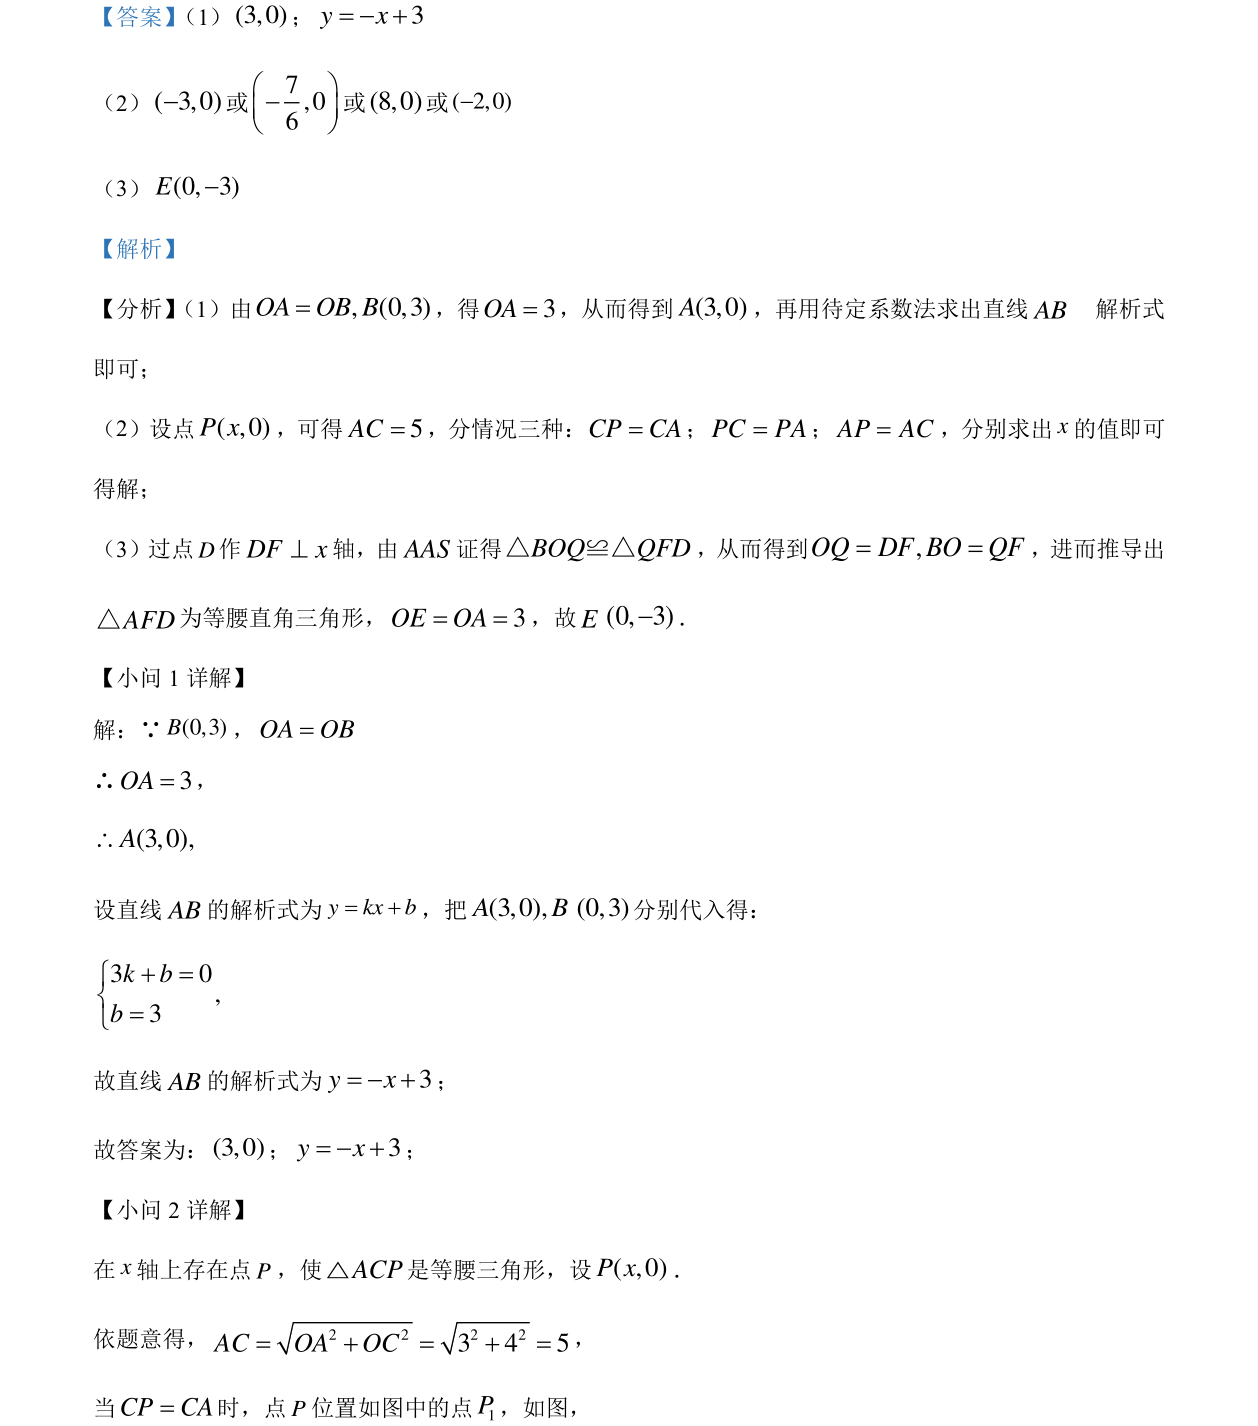 【答案】（1）(3,0)； y=−x+3
（2）(−3,0)或(−7/6,0)或(8,0)或(−2,0)
（3）E(0,−3)
【解析】
【分析】（1）由OA=OB,B(0,3)，得OA=3，从而得到A(3,0)，再用待定系数法求出直线AB 解析式
即可；
（2）设点P(x,0)，可得AC=5，分情况三种：CP=CA；PC=PA；AP=AC，分别求出x的值即可
得解；
（3）过点D作DF⊥x轴，由AAS证得△BOQ≌△QFD，从而得到OQ=DF,BO=QF，进而推导出
△AFD为等腰直角三角形，OE=OA=3，故E (0,−3)．
【小问1详解】
解：∵B(0,3)，OA=OB
∴OA=3，
∴A(3,0),
设直线AB的解析式为y=kx+b，把A(3,0),B (0,3)分别代入得：
{3k+b=0
b=3 ,
故直线AB的解析式为y=−x+3；
故答案为：(3,0)；y=−x+3；
【小问2详解】
在x轴上存在点P，使△ACP是等腰三角形，设P(x,0)．
依题意得，AC=√(OA²+OC²)=√(3²+4²)=5，
当CP=CA时，点P位置如图中的点P₁，如图，